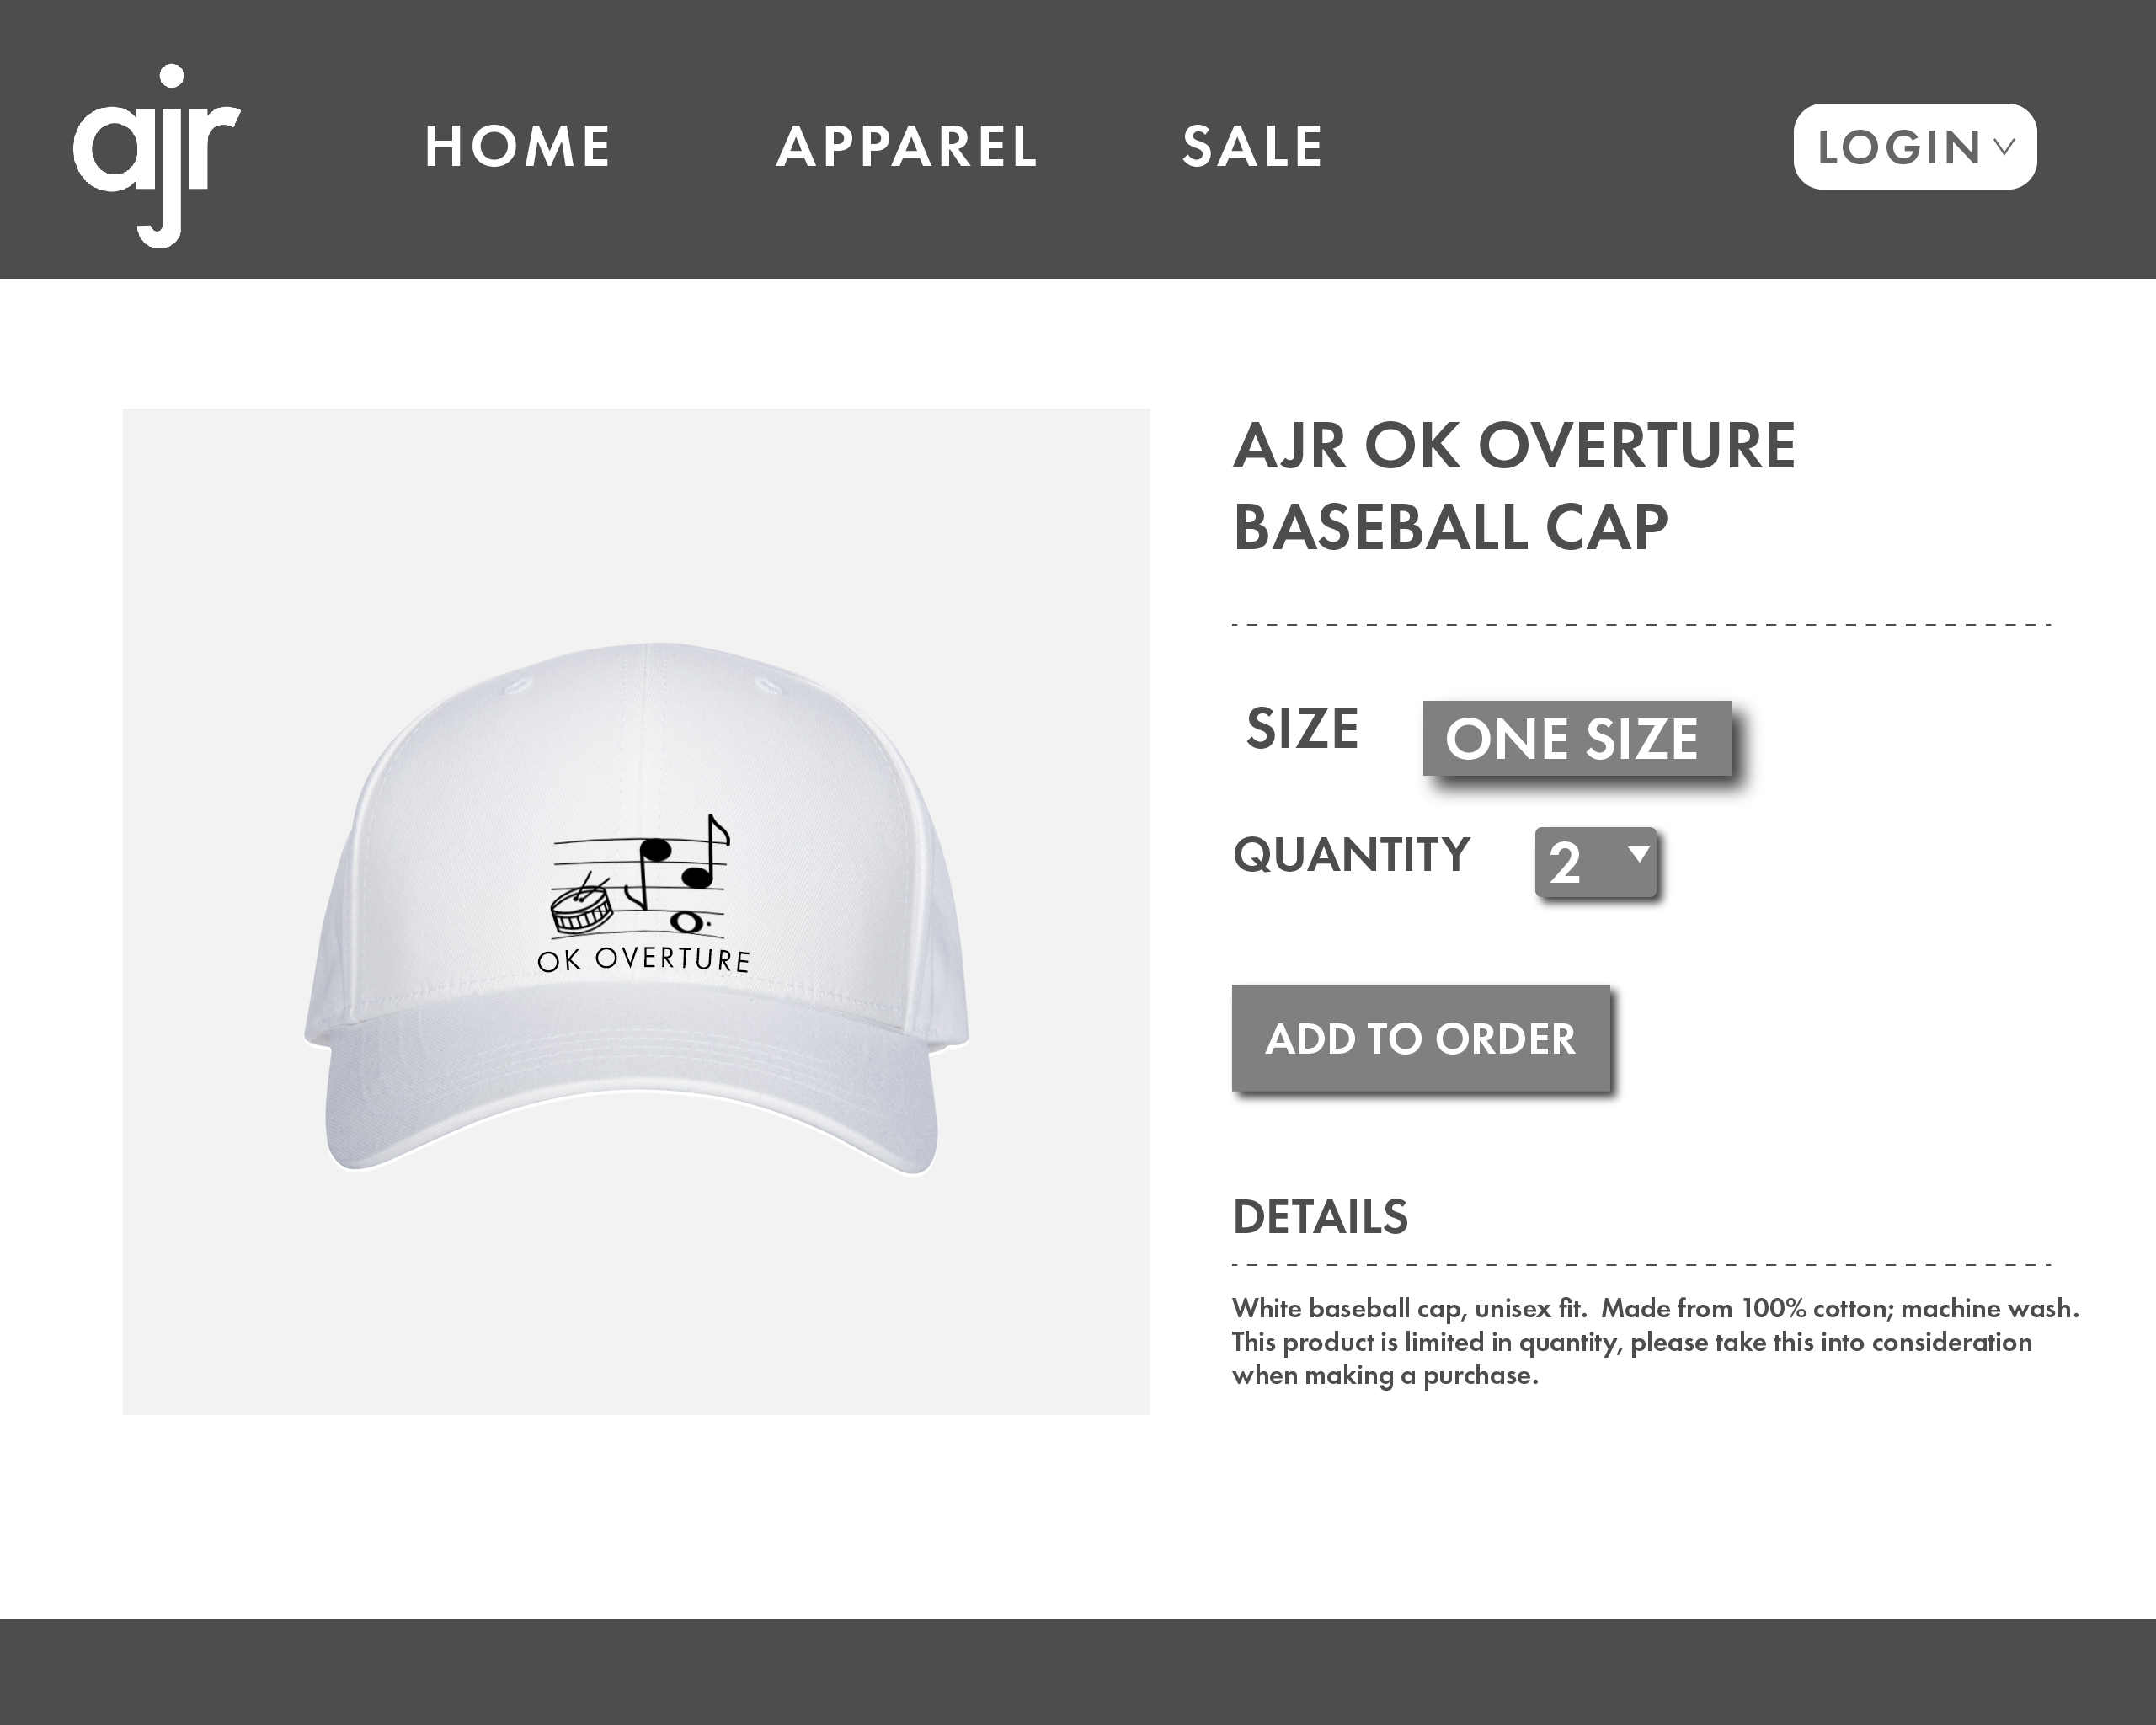 ajr
HOME
APPAREL
SALE
LOGIN
AJR OK OVERTURE
BASEBALL CAP
SIZE
ONE SIZE
QUANTITY
2
ADD TO ORDER
OK OVERTURE
DETAILS
White baseball cap, unisex fit.  Made from 100% cotton; machine wash.
This product is limited in quantity, please take this into consideration
when making a purchase.